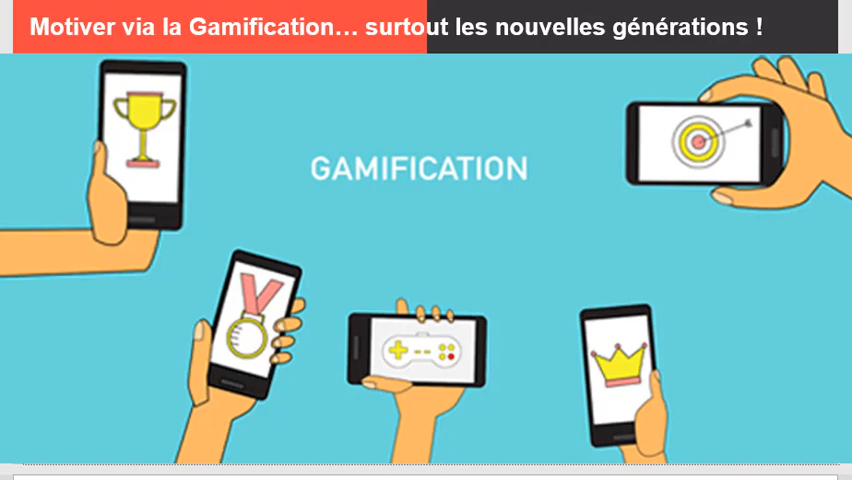 Motiver via la Gamification… surtout les nouvelles générations !
GAMIFICATION